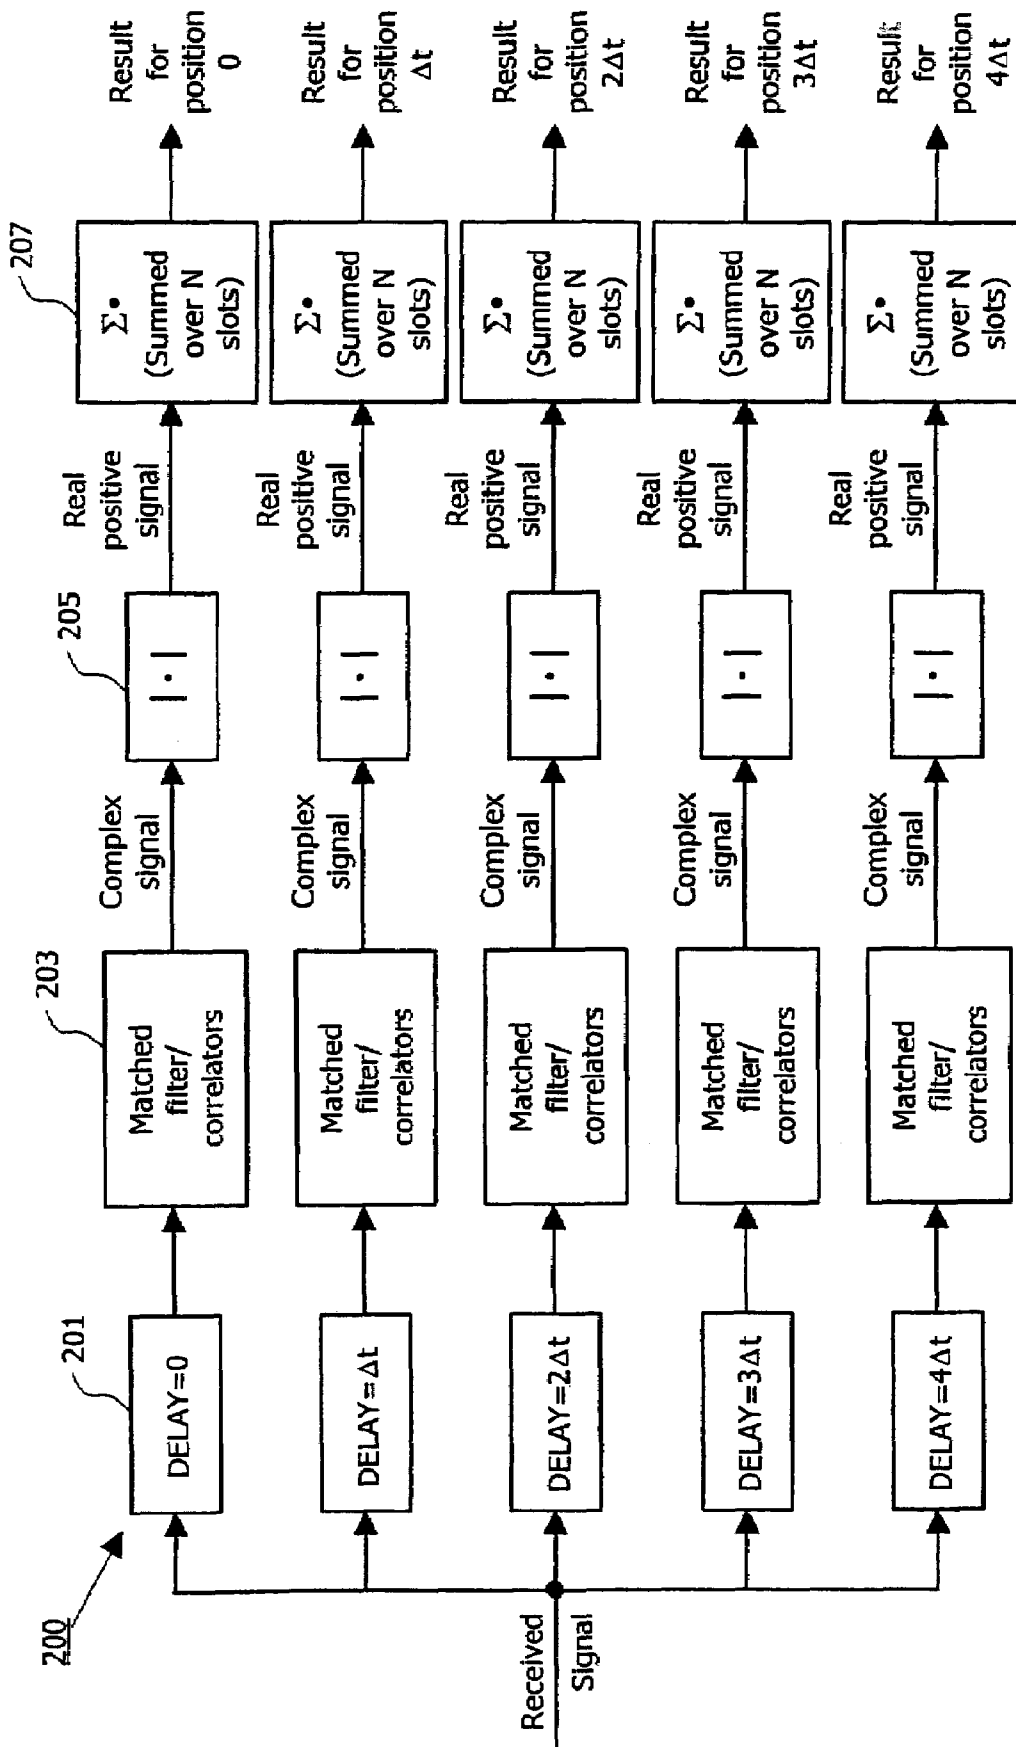 200
Received
Signal
201
DELAY=0
203
Matched
filter/
correlators
Complex
signal
205
|•|
Real
positive
signal
207
Σ•
(Summed
over N
slots)
Result
for
position
0
DELAY=Δt
Matched
filter/
correlators
Complex
signal
|•|
Real
positive
signal
Σ•
(Summed
over N
slots)
Result
for
position
Δt
DELAY=2Δt
Matched
filter/
correlators
Complex
signal
|•|
Real
positive
signal
Σ•
(Summed
over N
slots)
Result
for
position
2Δt
DELAY=3Δt
Matched
filter/
correlators
Complex
signal
|•|
Real
positive
signal
Σ•
(Summed
over N
slots)
Result
for
position
3Δt
DELAY=4Δt
Matched
filter/
correlators
Complex
signal
|•|
Real
positive
signal
Σ•
(Summed
over N
slots)
Result
for
position
4Δt